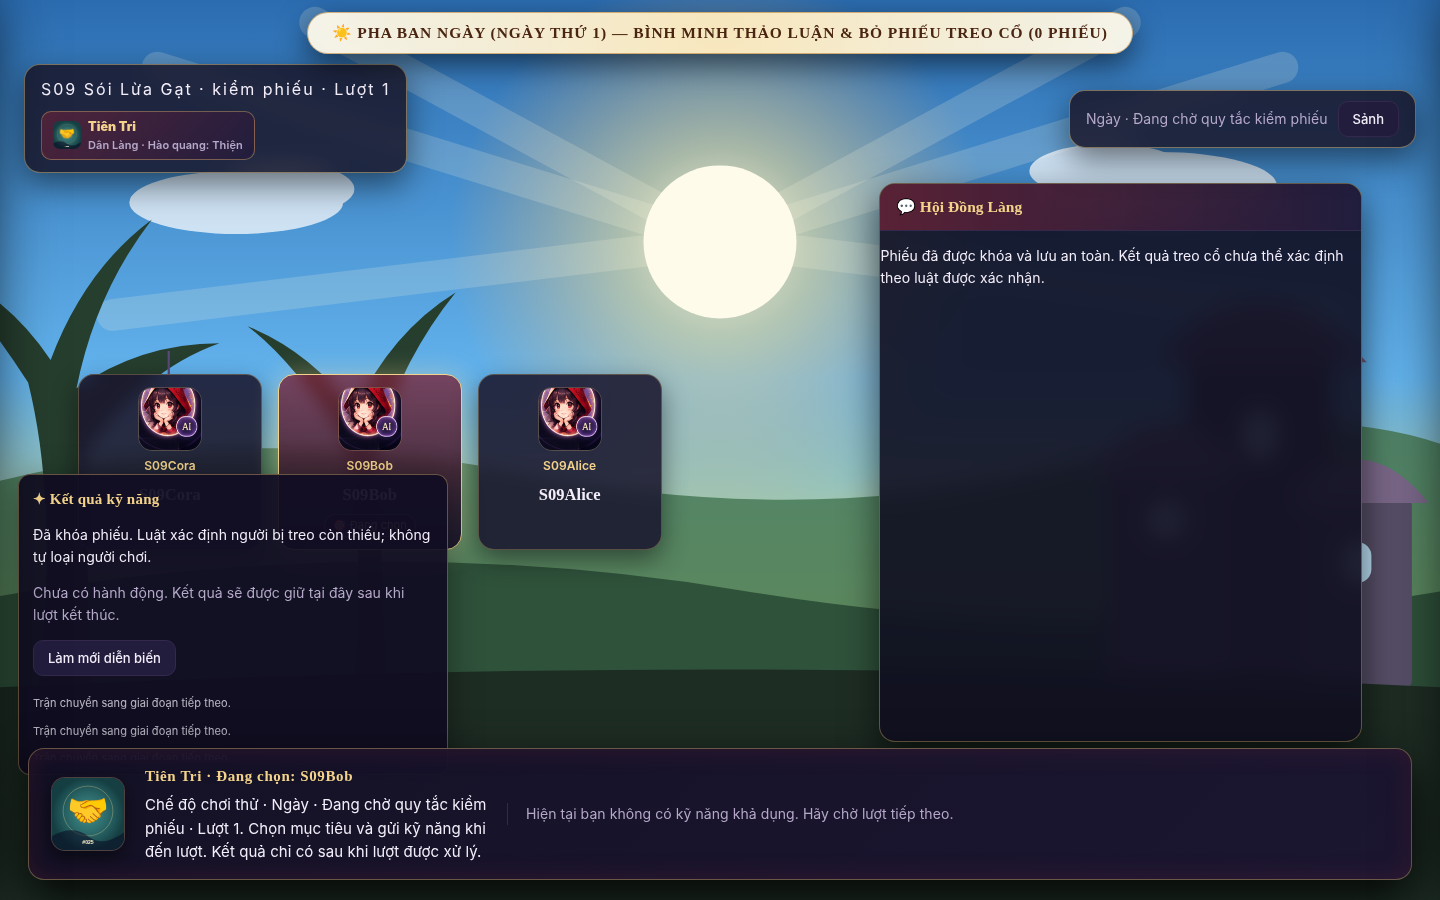 ☀️ PHA BAN NGÀY (NGÀY THỨ 1) — BÌNH MINH THẢO LUẬN & BỎ PHIẾU TREO CỔ (0 PHIẾU)
S09 Sói Lừa Gạt · kiểm phiếu · Lượt 1
Tiên Tri
Dân Làng · Hào quang: Thiện
Ngày · Đang chờ quy tắc kiểm phiếu
Sảnh
💬 Hội Đồng Làng
Phiếu đã được khóa và lưu an toàn. Kết quả treo cổ chưa thể xác định
theo luật được xác nhận.
AI
S09Cora
S09Cora
AI
S09Bob
S09Bob
AI
S09Alice
S09Alice
✦ Kết quả kỹ năng
Đã khóa phiếu. Luật xác định người bị treo còn thiếu; không
tự loại người chơi.
Chưa có hành động. Kết quả sẽ được giữ tại đây sau khi
lượt kết thúc.
Làm mới diễn biến
Trận chuyển sang giai đoạn tiếp theo.
Trận chuyển sang giai đoạn tiếp theo.
#025
Tiên Tri · Đang chọn: S09Bob
Chế độ chơi thử · Ngày · Đang chờ quy tắc kiểm
phiếu · Lượt 1. Chọn mục tiêu và gửi kỹ năng khi
đến lượt. Kết quả chỉ có sau khi lượt được xử lý.
Hiện tại bạn không có kỹ năng khả dụng. Hãy chờ lượt tiếp theo.